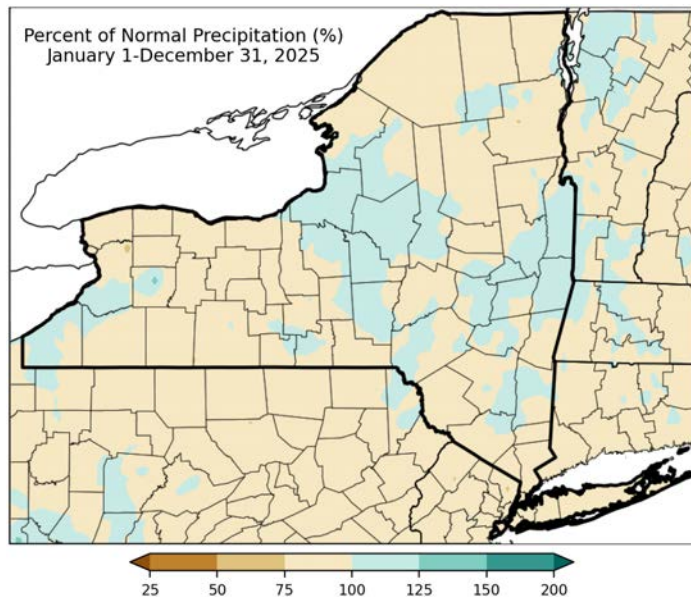 Percent of Normal Precipitation (%)
January 1-December 31, 2025
25 50 75 100 125 150 200